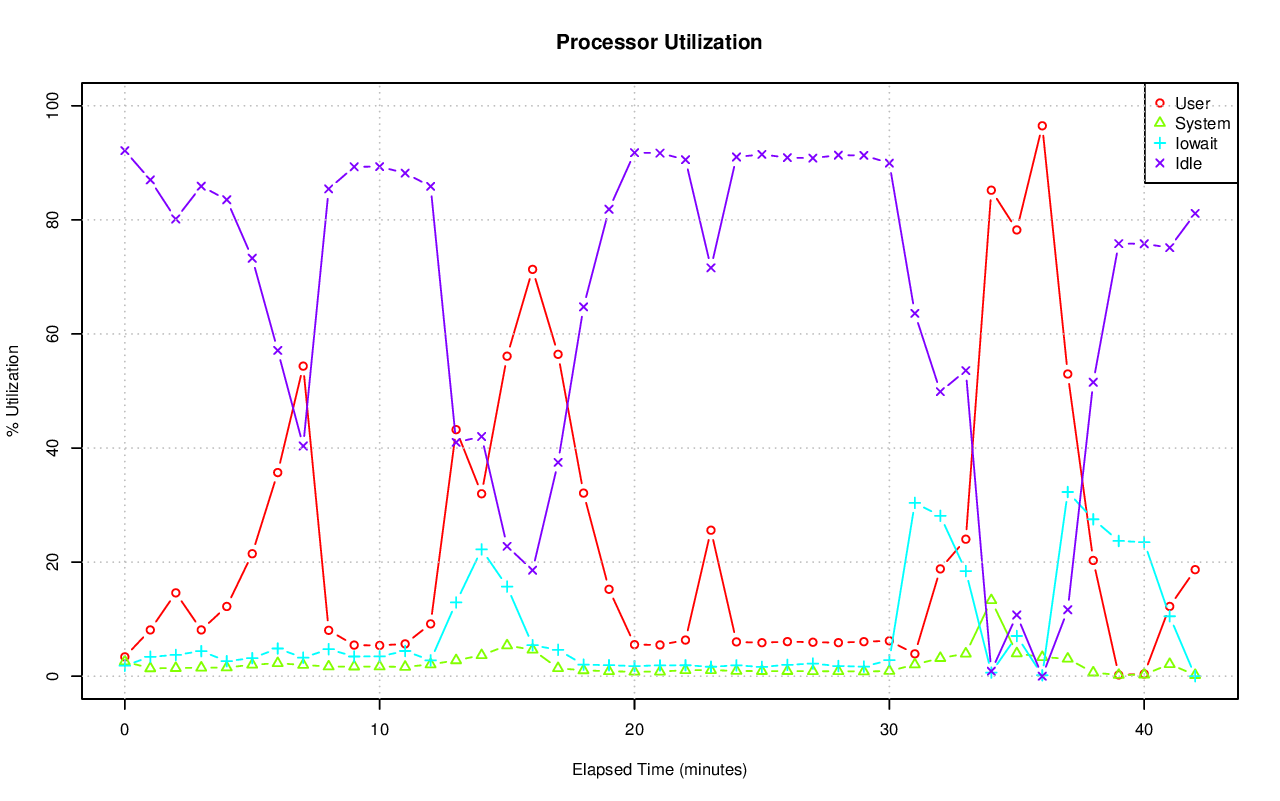 Processor Utilization
100
80
60
40
20
0
% Utilization
User
System
Iowait
Idle
0 10 20 30 40
Elapsed Time (minutes)